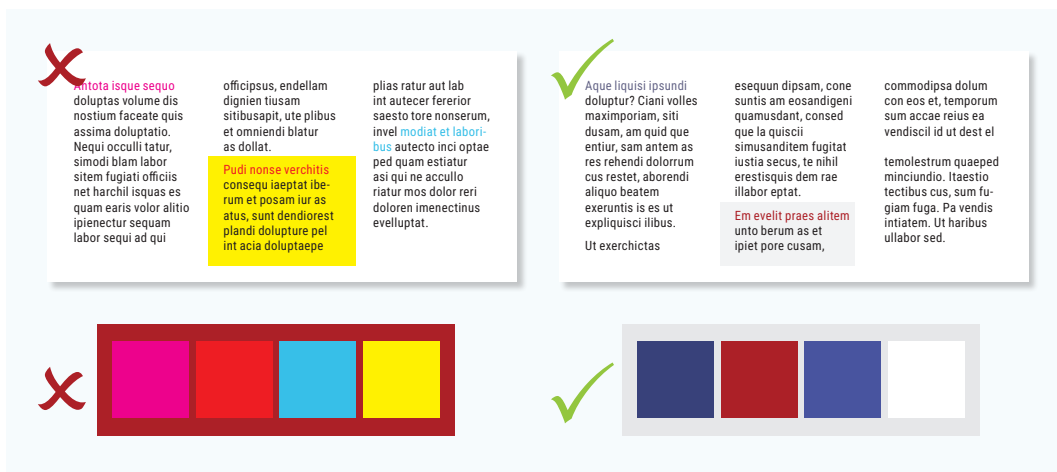 Antota isque sequo
doluptas volume dis
nostium faceate quis
assima doluptatio.
Nequi occulli tatur,
simodi blam labor
sitem fugiati officiis
net harchil isquas es
quam earis volor alitio
ipienectur sequam
labor sequi ad qui
officipsus, endellam
dignien tiusam
sitibusapit, ute plibus
et omniendi blatur
as dollat.
Pudi nonse verchitis
consequ iaeptat ibe-
rum et posam iur as
atus, sunt dendiorest
plandi dolupture pel
int acia doluptaepe
plias ratur aut lab
int autecer fererior
saesto tore nonserum,
invel modiat et labori-
bus autecto inci optae
ped quam estiatur
asi qui ne accullo
riatur mos dolor reri
doloren imenectinus
evelluptat.
Aque liquisi ipsundi
doluptur? Ciani volles
maximporiam, siti
dusam, am quid que
entiur, sam antem as
res rehendi dolorrum
cus restet, aborendi
aliquo beatem
exeruntis is es ut
expliquisci ilibus.
Ut exerchictas
esequun dipsam, cone
suntis am eosandigeni
quamusdant, consed
que la quiscii
simusanditem fugitat
iustia secus, te nihil
erestisquis dem rae
illabor eptat.
Em evelit praes alitem
unto berum as et
ipiet pore cusam,
commodipsa dolum
con eos et, temporum
sum accae reius ea
vendiscil id ut dest el
temolestrum quaeped
minciundio. Itaestio
tectibus cus, sum fu-
giam fuga. Pa vendis
intiatem. Ut haribus
ullabor sed.